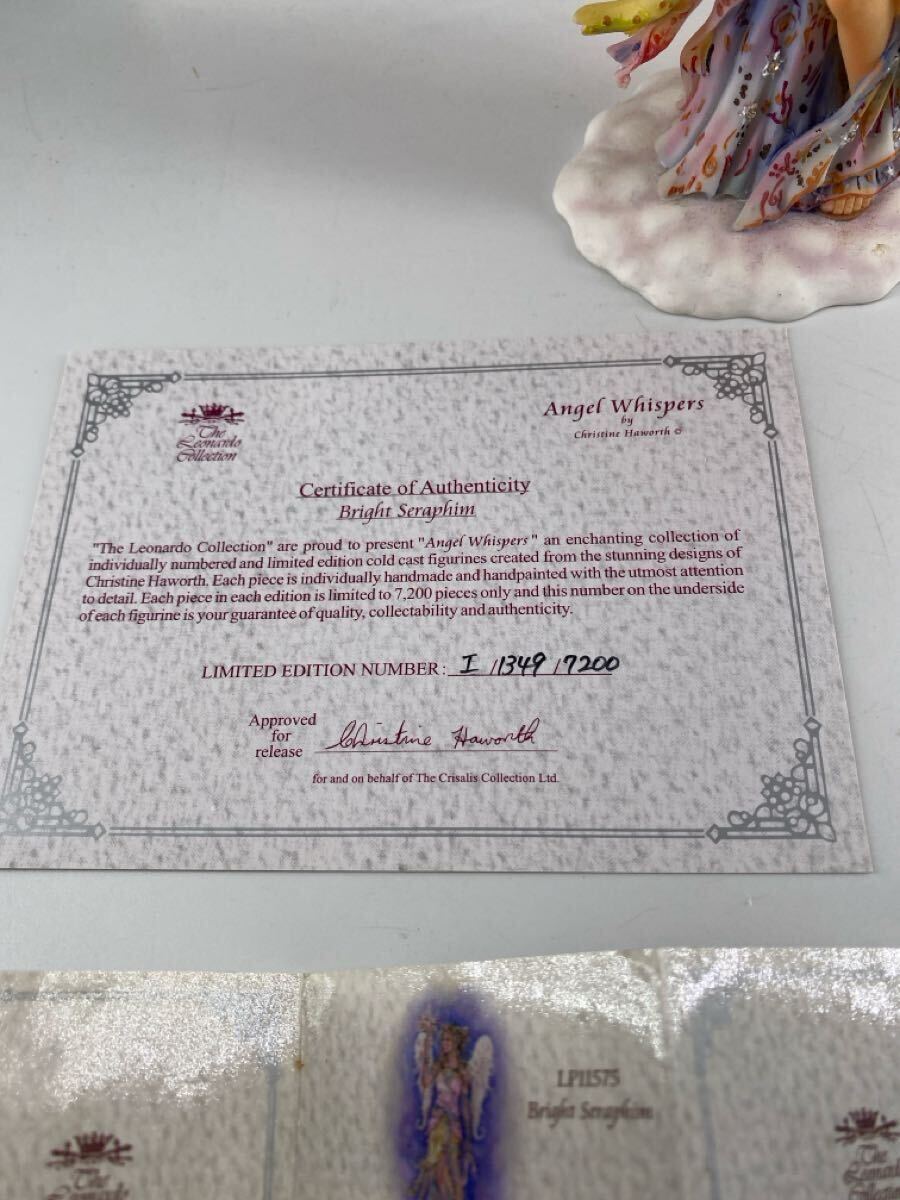 The
Leonardo
Collection
Angel Whispers
by
Christine Haworth ©
Certificate of Authenticity
Bright Seraphim
"The Leonardo Collection" are proud to present "Angel Whispers" an enchanting collection of
individually numbered and limited edition cold cast figurines created from the stunning designs of
Christine Haworth. Each piece is individually handmade and handpainted with the utmost attention
to detail. Each piece in each edition is limited to 7,200 pieces only and this number on the underside
of each figurine is your guarantee of quality, collectability and authenticity.
LIMITED EDITION NUMBER: I /1349 /7200
Approved
for
release
Christine Haworth
for and on behalf of The Crisalis Collection Ltd.
LP11575
Bright Seraphim
The
Leonardo
The
Leonardo